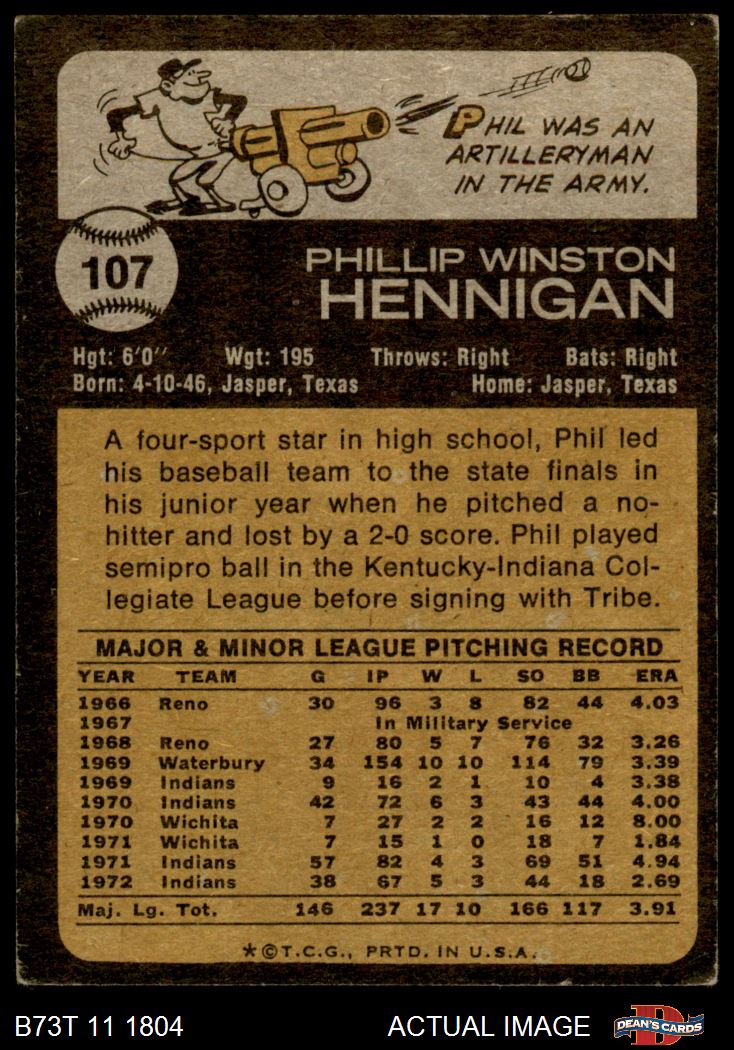 PHIL WAS AN
ARTILLERYMAN
IN THE ARMY.
107
PHILLIP WINSTON
HENNIGAN
Hgt: 6'0" Wgt: 195 Throws: Right Bats: Right
Born: 4-10-46, Jasper, Texas Home: Jasper, Texas
A four-sport star in high school, Phil led
his baseball team to the state finals in
his junior year when he pitched a no-
hitter and lost by a 2-0 score. Phil played
semipro ball in the Kentucky-Indiana Col-
legiate League before signing with Tribe.
MAJOR & MINOR LEAGUE PITCHING RECORD
YEAR TEAM G IP W L SO BB ERA
1966 Reno 30 96 3 8 82 44 4.03
1967 In Military Service
1968 Reno 27 80 5 7 76 32 3.26
1969 Waterbury 34 154 10 10 114 79 3.39
1969 Indians 9 16 2 1 10 4 3.38
1970 Indians 42 72 6 3 43 44 4.00
1970 Wichita 7 27 2 2 16 12 8.00
1971 Wichita 7 15 1 0 18 7 1.84
1971 Indians 57 82 4 3 69 51 4.94
1972 Indians 38 67 5 3 44 18 2.69
Maj. Lg. Tot. 146 237 17 10 166 117 3.91
*©T.C.G., PRTD. IN U.S.A.
B73T 11 1804 ACTUAL IMAGE D DEAN'S CARDS